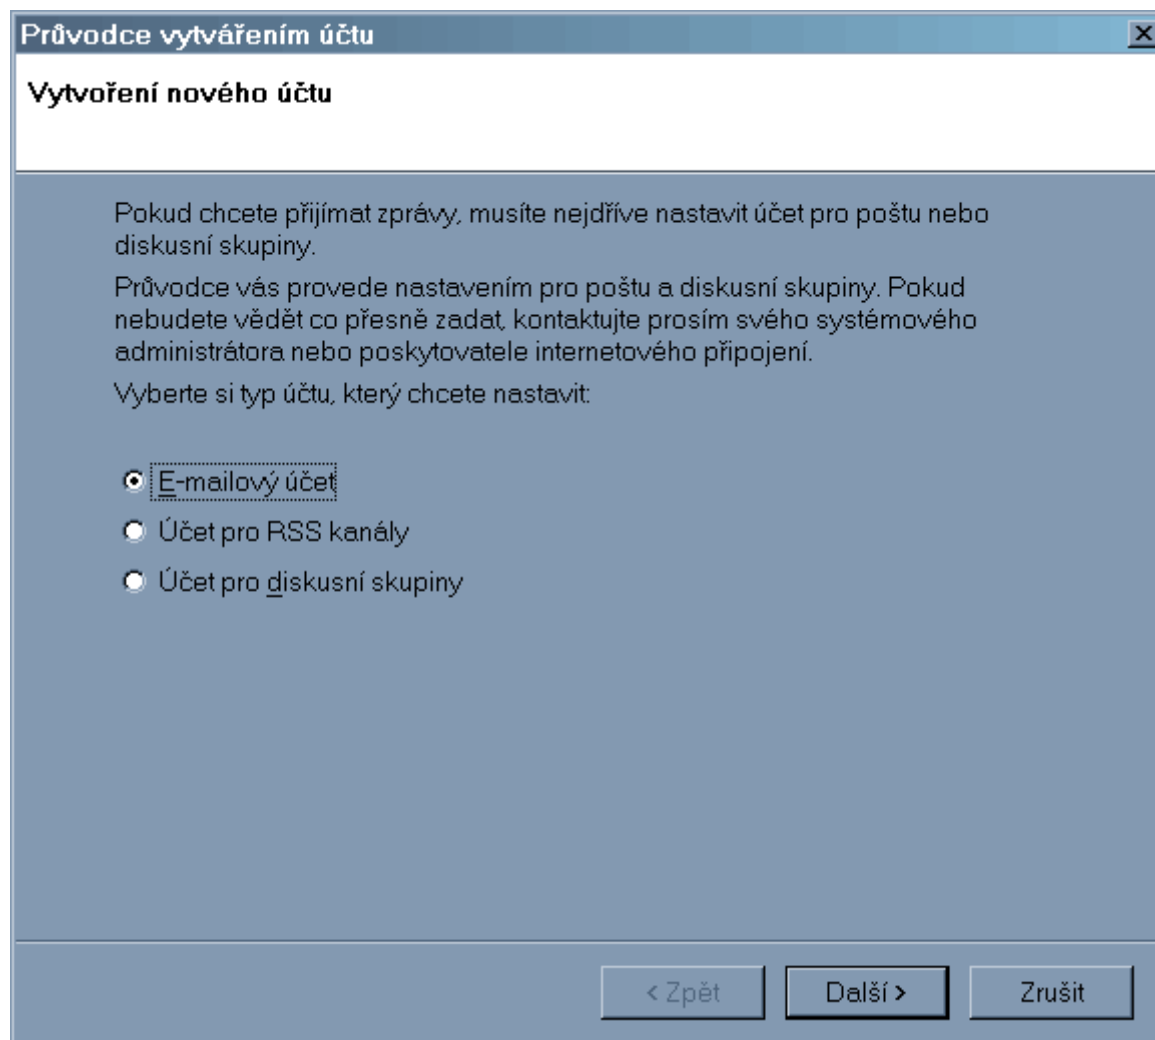 Průvodce vytvářením účtu
Vytvoření nového účtu
Pokud chcete přijímat zprávy, musíte nejdříve nastavit účet pro poštu nebo
diskusní skupiny.
Průvodce vás provede nastavením pro poštu a diskusní skupiny. Pokud
nebudete vědět co přesně zadat, kontaktujte prosím svého systémového
administrátora nebo poskytovatele internetového připojení.
Vyberte si typ účtu, který chcete nastavit:
E-mailový účet
Účet pro RSS kanály
Účet pro diskusní skupiny
< Zpět Další > Zrušit